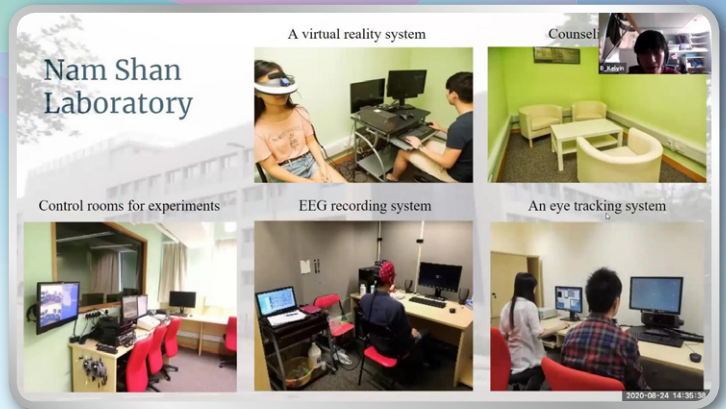 Nam Shan
Laboratory
A virtual reality system
Control rooms for experiments
EEG recording system
An eye tracking system
2020-08-24 14:35:38